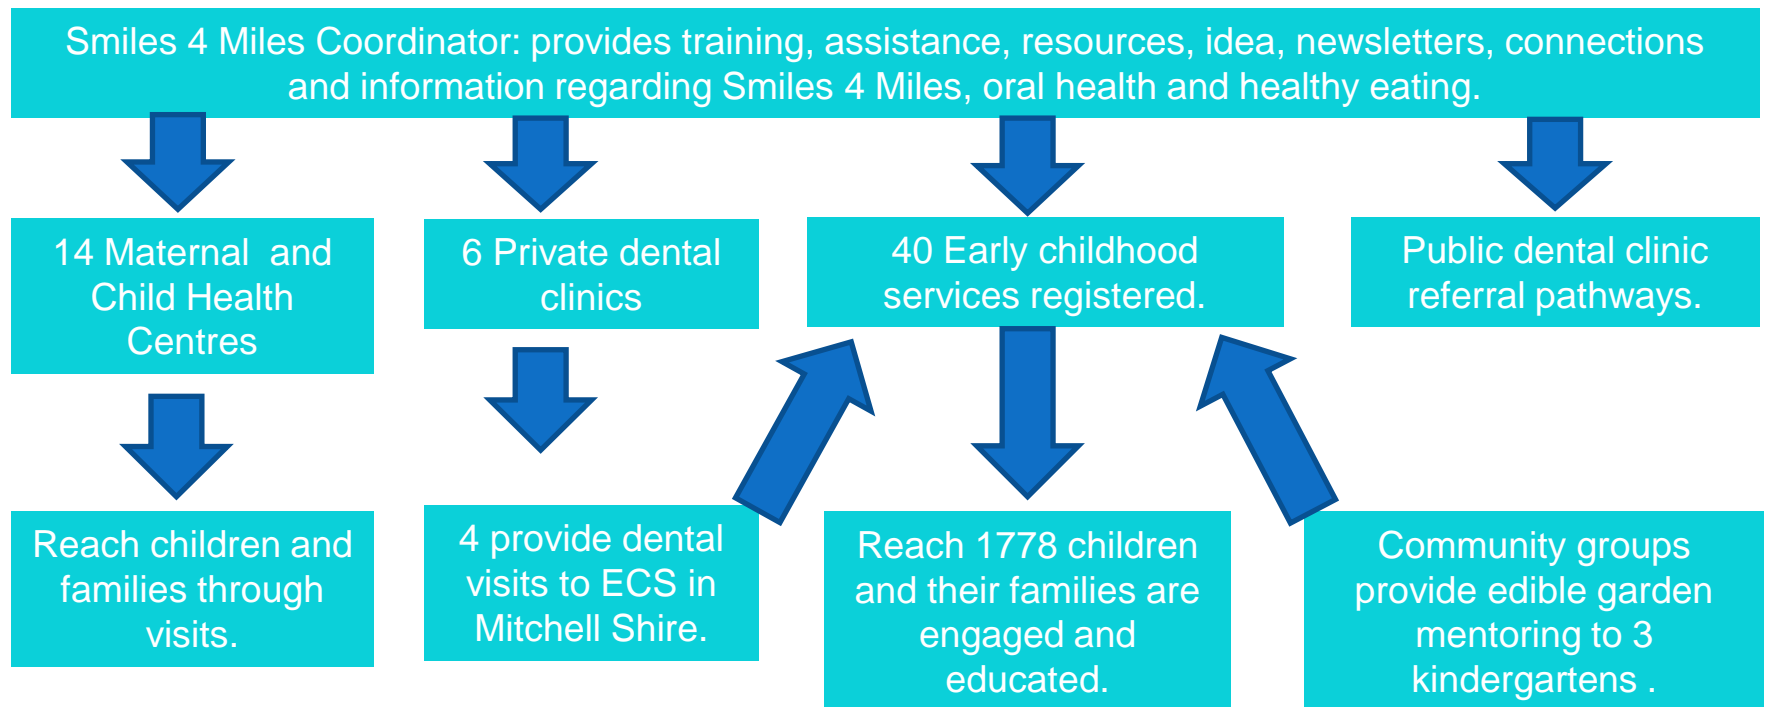 Smiles 4 Miles Coordinator: provides training, assistance, resources, idea, newsletters, connections
and information regarding Smiles 4 Miles, oral health and healthy eating.
14 Maternal  and
Child Health
Centres
6 Private dental
clinics
40 Early childhood
services registered.
Public dental clinic
referral pathways.
Reach children and
families through
visits.
4 provide dental
visits to ECS in
Mitchell Shire.
Reach 1778 children
and their families are
engaged and
educated.
Community groups
provide edible garden
mentoring to 3
kindergartens .